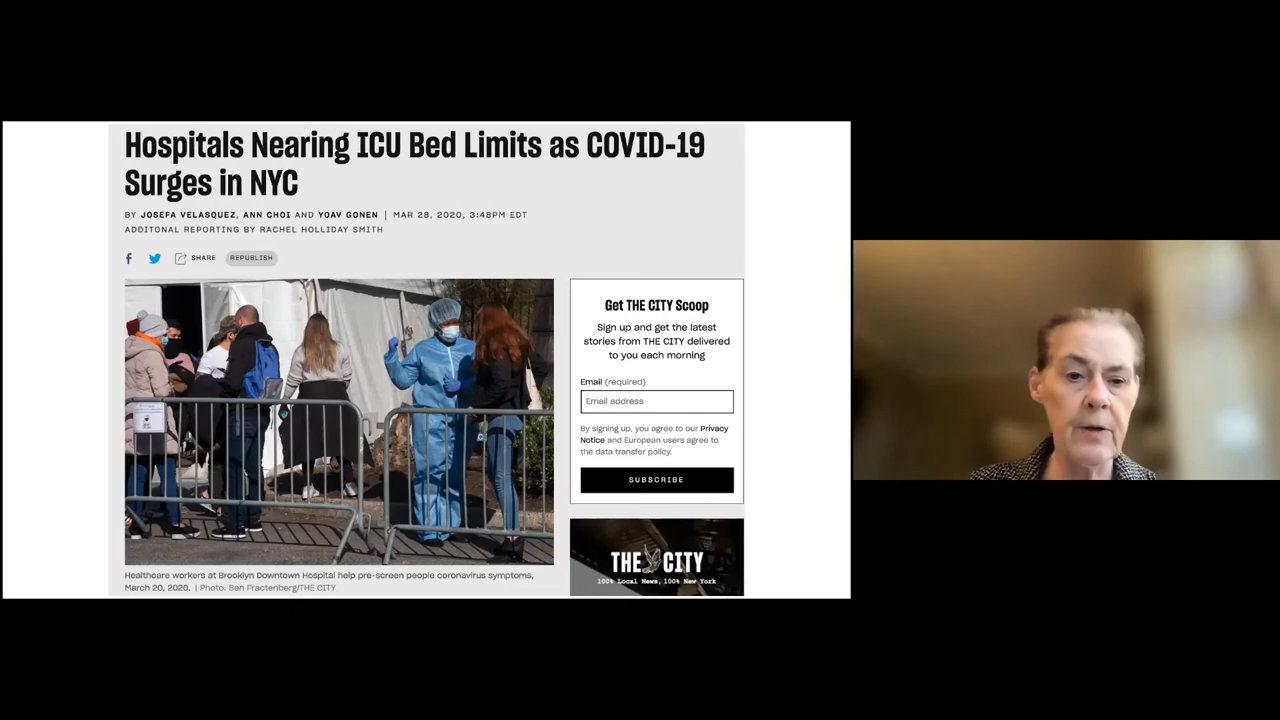 Hospitals Nearing ICU Bed Limits as COVID-19
Surges in NYC
BY JOSEFA VELASQUEZ, ANN CHOI AND YOAV GONEN | MAR 28, 2020, 3:48PM EDT
ADDITONAL REPORTING BY RACHEL HOLLIDAY SMITH
SHARE REPUBLISH
Get THE CITY Scoop
Sign up and get the latest
stories from THE CITY delivered
to you each morning
Email (required)
Email address
By signing up, you agree to our Privacy
Notice and European users agree to
the data transfer policy.
SUBSCRIBE
THE CITY
100% Local News, 100% New York
Healthcare workers at Brooklyn Downtown Hospital help pre-screen people coronavirus symptoms,
March 20, 2020. | Photo: Ben Fractenberg/THE CITY